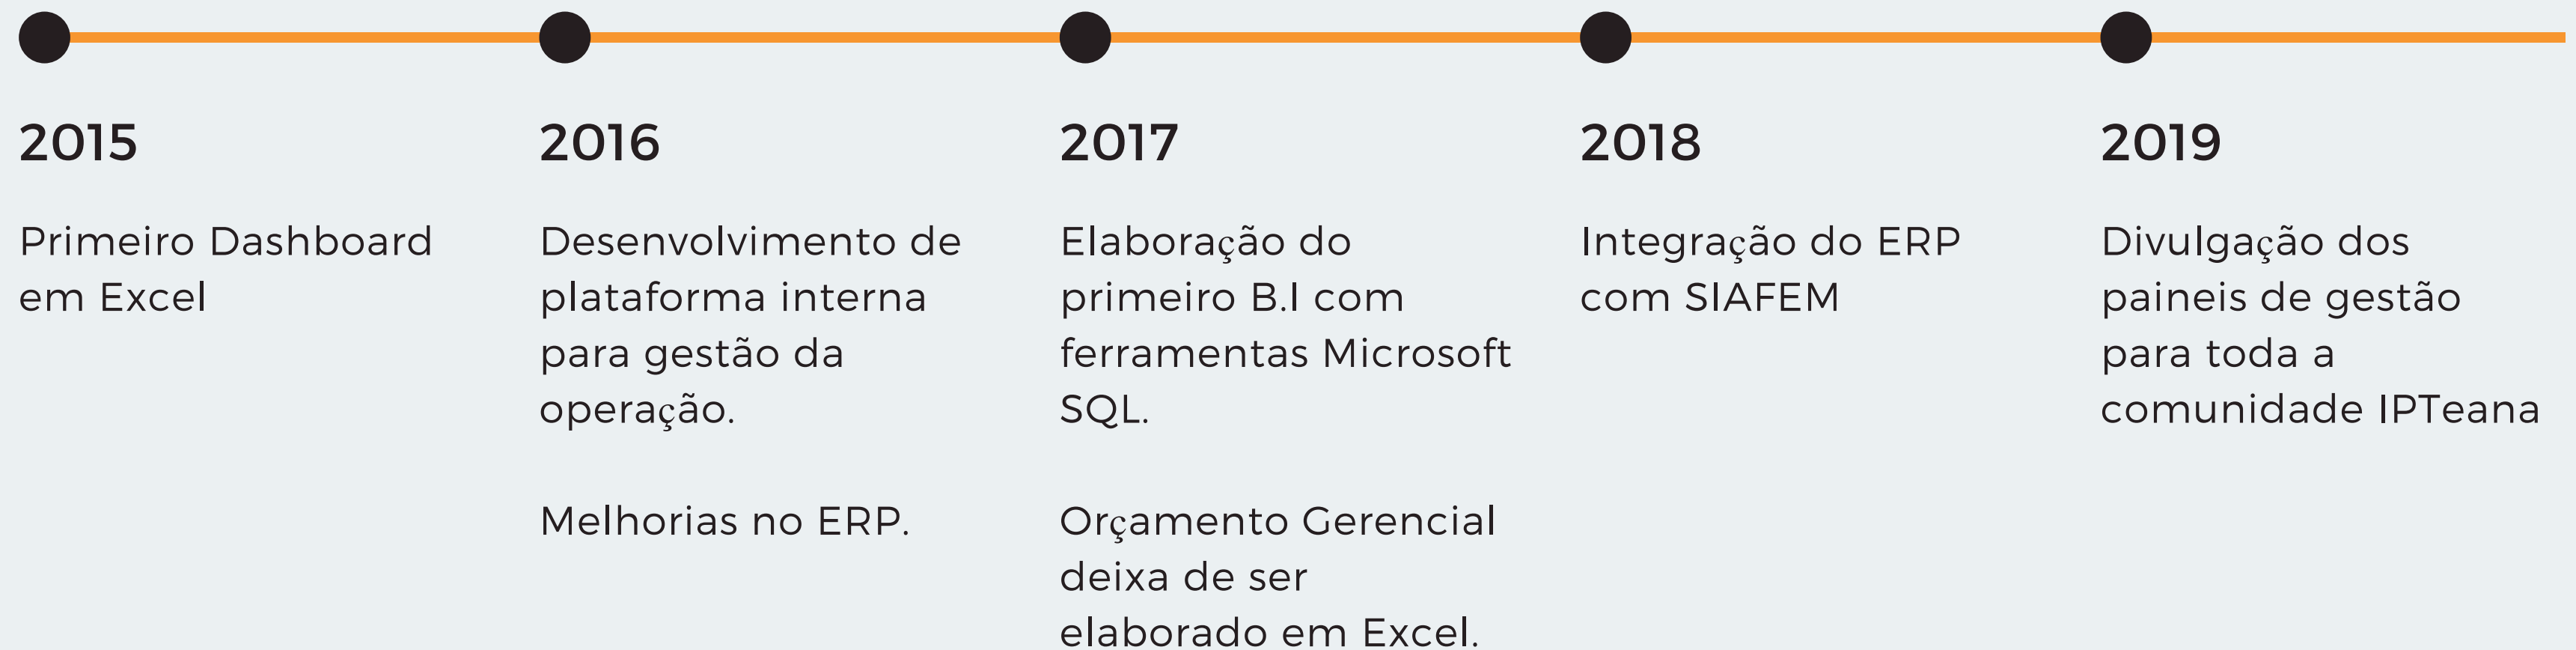 2015
Primeiro Dashboard
em Excel
2016
Desenvolvimento de
plataforma interna
para gestão da
operação.
Melhorias no ERP.
2017
Elaboração do
primeiro B.I com
ferramentas Microsoft
SQL.
Orçamento Gerencial
deixa de ser
elaborado em Excel.
2018
Integração do ERP
com SIAFEM
2019
Divulgação dos
paineis de gestão
para toda a
comunidade IPTeana